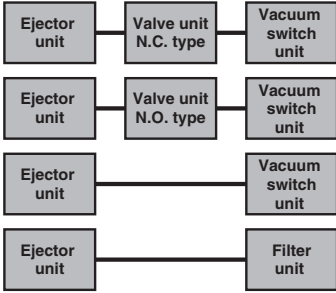 Ejector
unit
Valve unit
N.C. type
Vacuum
switch
unit
Ejector
unit
Valve unit
N.O. type
Vacuum
switch
unit
Ejector
unit
Vacuum
switch
unit
Ejector
unit
Filter
unit